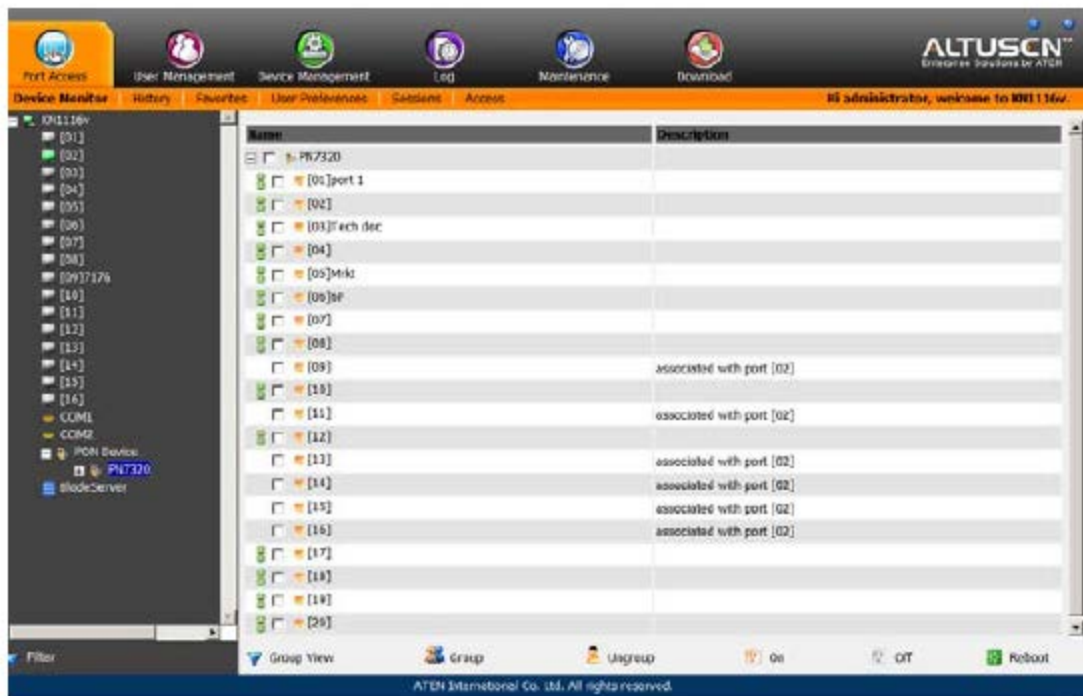 Port Access
User Management
Device Management
Log
Maintenance
Download
ALTUSEN™
Enterprise Solutions by ATEN
Device Monitor
History
Favorites
User Preferences
Sessions
Access
Hi administrator, welcome to KN1116v.
KN1116v
[01]
[02]
[03]
[04]
[05]
[06]
[07]
[08]
[09]7176
[10]
[11]
[12]
[13]
[14]
[15]
[16]
COM1
COM2
PON Device
PN7320
BladeServer
Filter
Name
Description
PN7320
[01]port 1
[02]
[03]Tech doc
[04]
[05]Mrkt
[07]
[08]
[09] associated with port [02]
[10]
[11] associated with port [02]
[12]
[13] associated with port [02]
[14] associated with port [02]
[15] associated with port [02]
[16] associated with port [02]
[17]
[18]
[19]
[20]
Group View
Group
Ungroup
On
Off
Reboot
ATEN International Co. Ltd. All rights reserved.